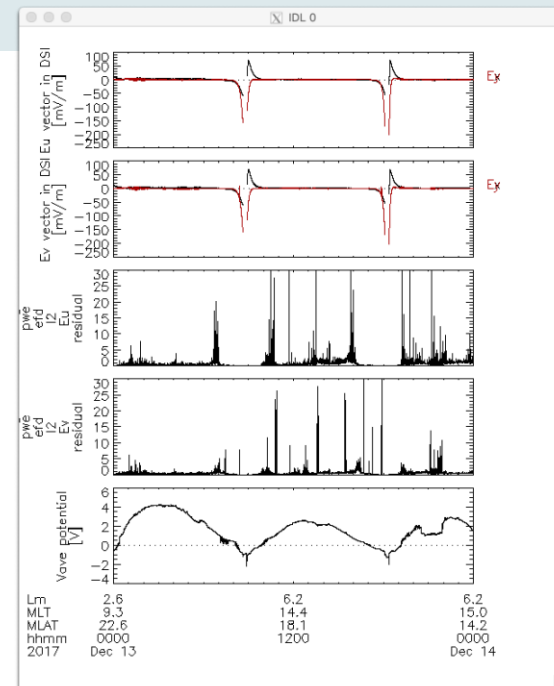 IDL 0
Eu vector in DSI
[mV/m]
100
50
0
−50
−100
−150
−200
−250
Ev vector in DSI
[mV/m]
100
50
0
−50
−100
−150
−200
−250
pwe
efd
l2
Eu
residual
30
25
20
15
10
5
0
pwe
efd
l2
Ev
residual
30
25
20
15
10
5
0
Vave potential
[V]
6
4
2
0
−2
−4
Lm 2.6 6.2 6.2
MLT 9.3 14.4 15.0
MLAT 22.6 18.1 14.2
hhmm 0000 1200 0000
2017 Dec 13 Dec 14